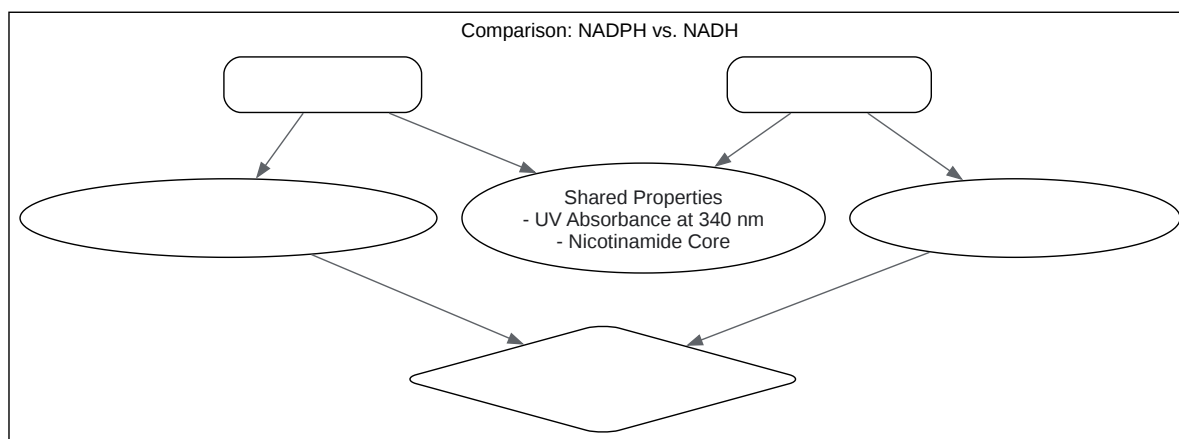 Comparison: NADPH vs. NADH
Shared Properties
- UV Absorbance at 340 nm
- Nicotinamide Core